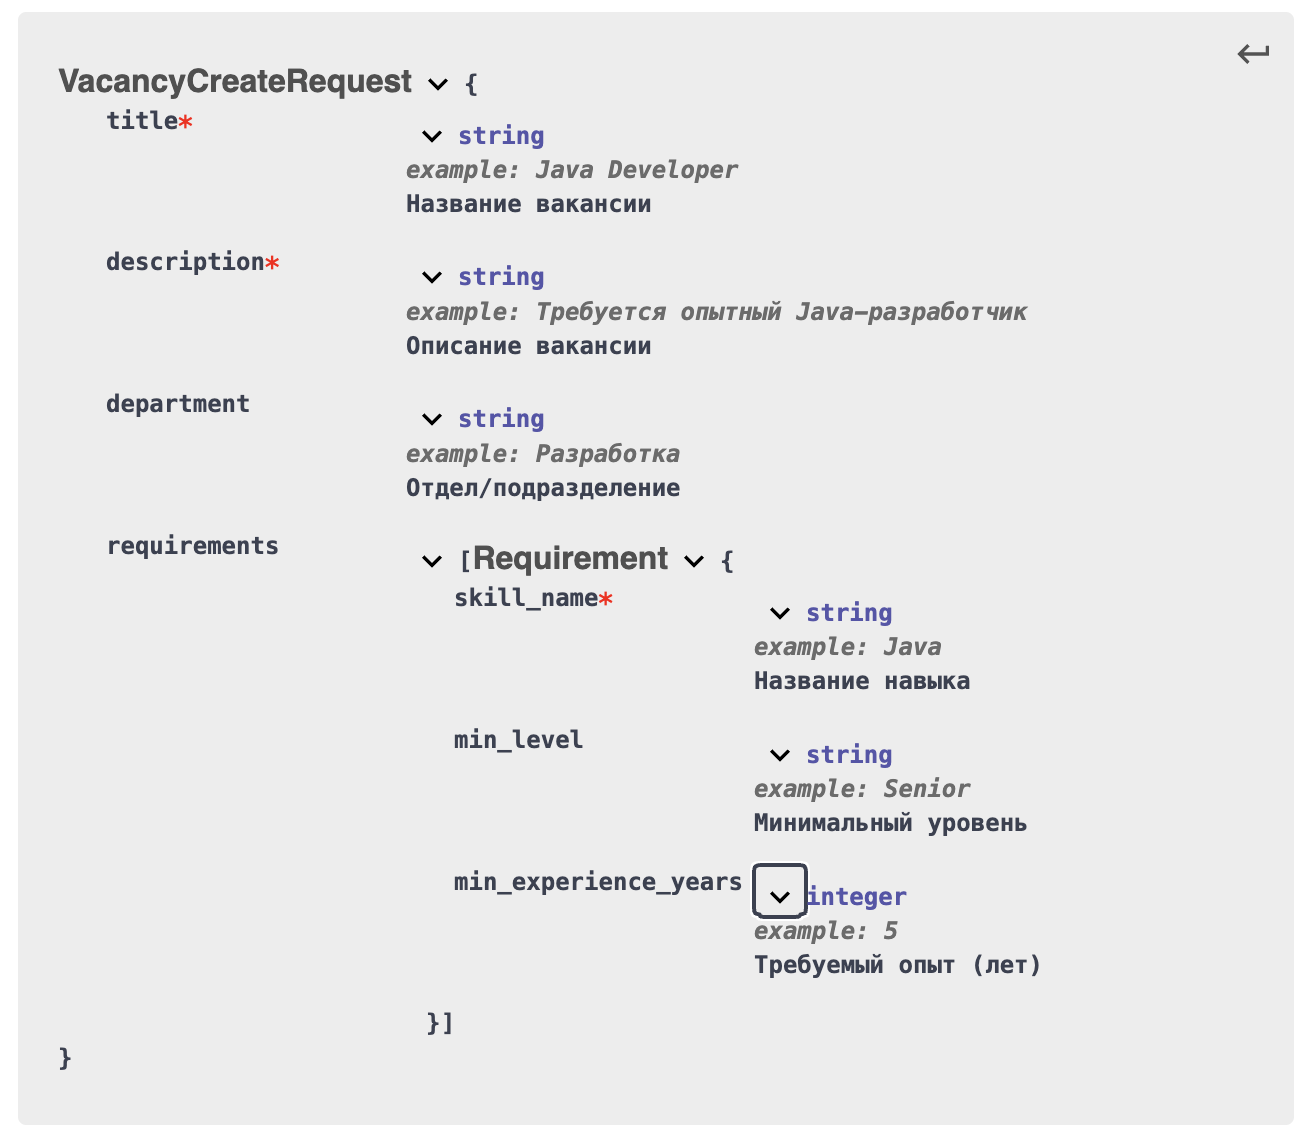 VacancyCreateRequest {
title*
string
example: Java Developer
Название вакансии
description*
string
example: Требуется опытный Java-разработчик
Описание вакансии
department
string
example: Разработка
Отдел/подразделение
requirements
[Requirement {
skill_name*
string
example: Java
Название навыка
min_level
string
example: Senior
Минимальный уровень
min_experience_years
integer
example: 5
Требуемый опыт (лет)
}]
}